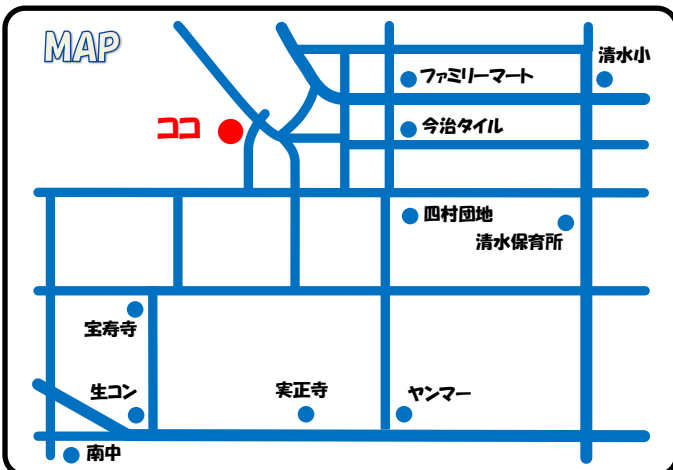 MAP
清水小
ファミリーマート
ココ
今治タイル
四村団地
清水保育所
宝寿寺
生コン
実正寺
ヤンマー
南中